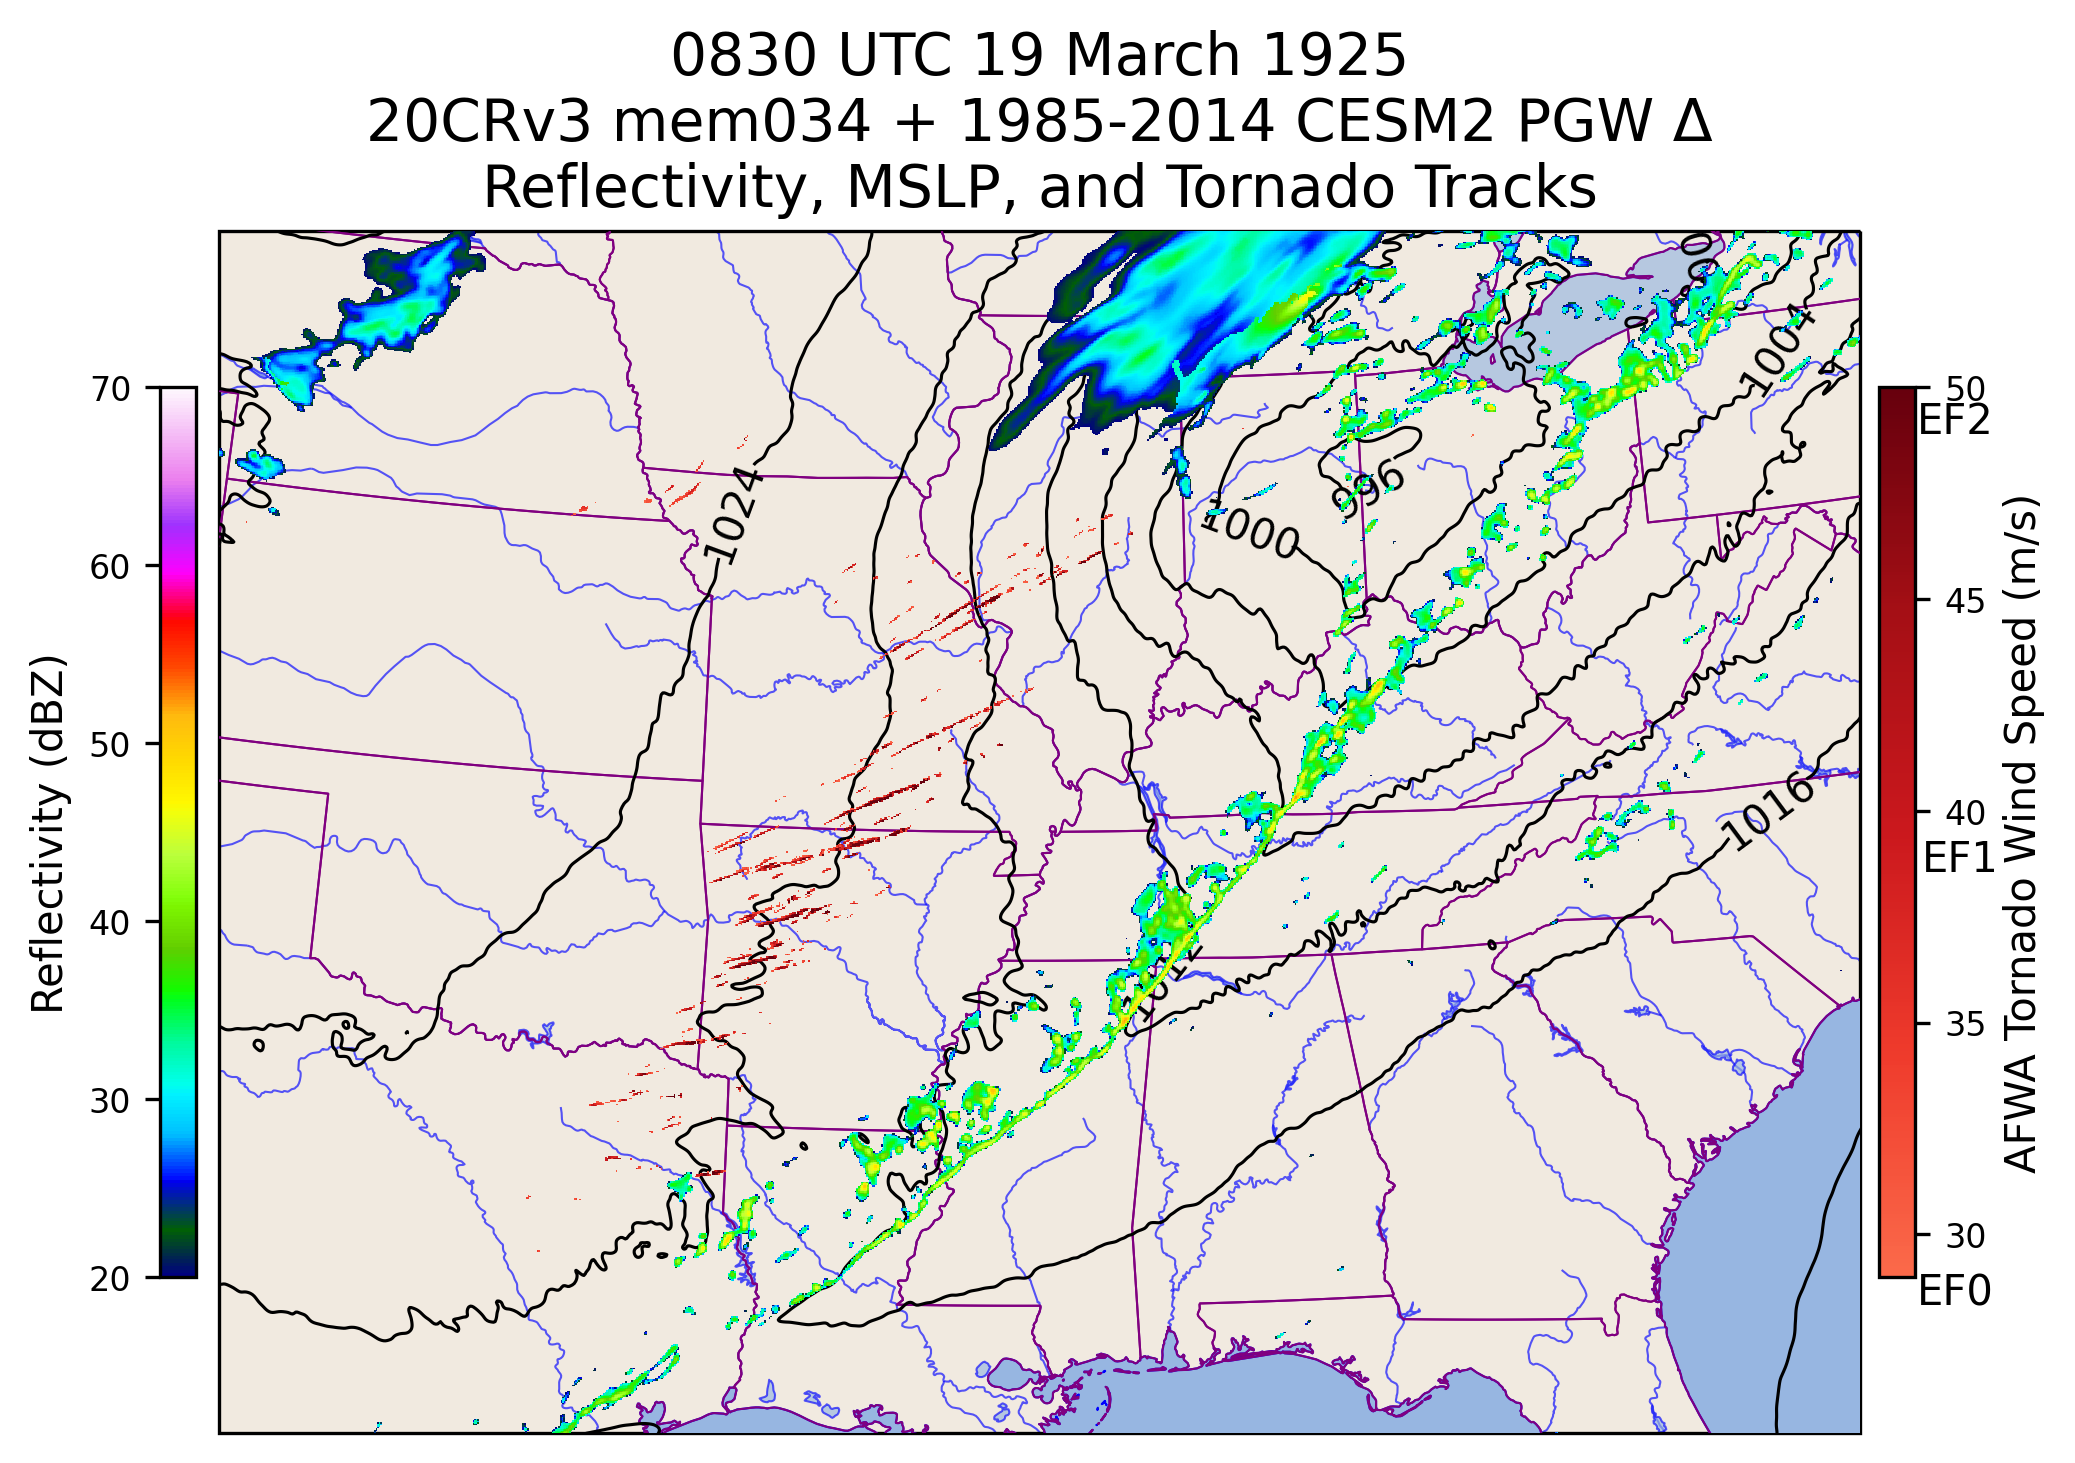 0830 UTC 19 March 1925
20CRv3 mem034 + 1985-2014 CESM2 PGW Δ
Reflectivity, MSLP, and Tornado Tracks
70
60
50
40
30
20
Reflectivity (dBZ)
1004
1024
996
1000
1016
1012
50
EF2
45
40
EF1
35
30
EF0
AFWA Tornado Wind Speed (m/s)